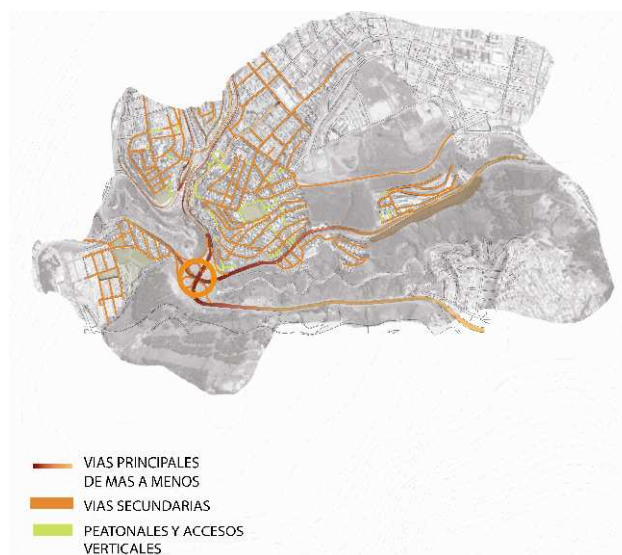 VIAS PRINCIPALES
DE MAS A MENOS
VIAS SECUNDARIAS
PEATONALES Y ACCESOS
VERTICALES